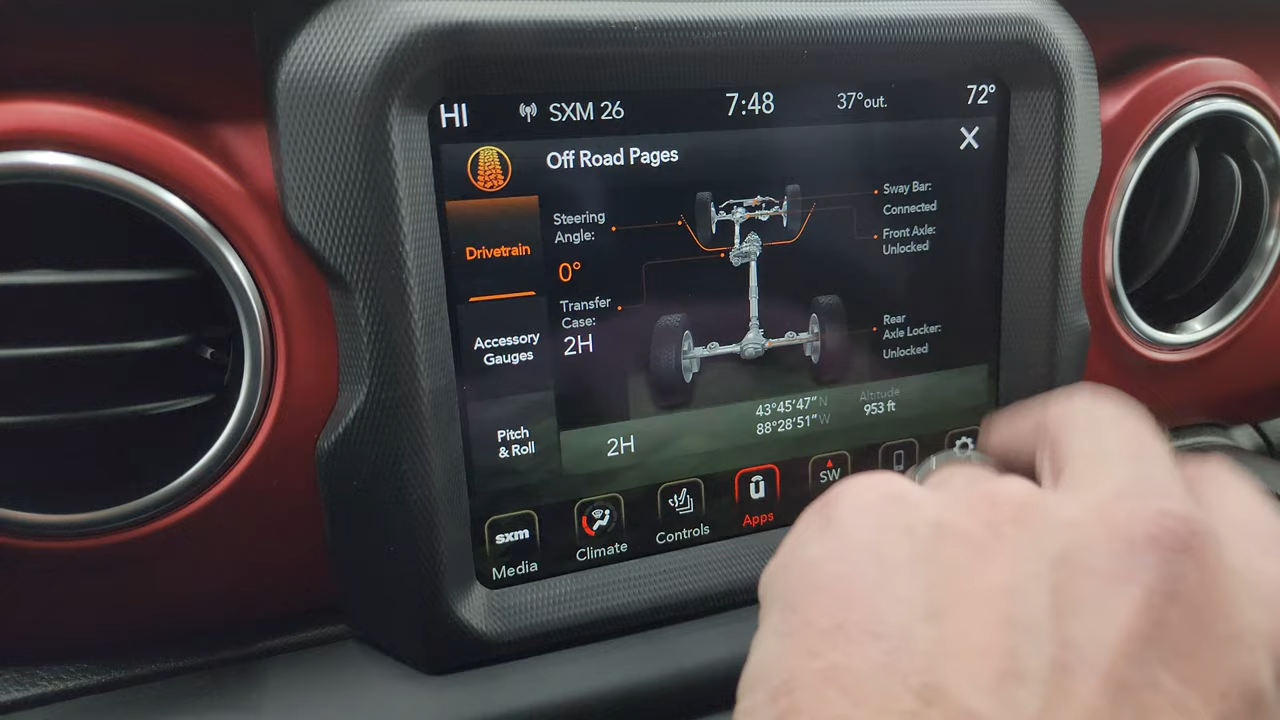 HI SXM 26 7:48 37°out. 72°
Off Road Pages X
Drivetrain
Accessory
Gauges
Pitch
& Roll
Steering
Angle:
0°
Transfer
Case:
2H
Sway Bar:
Connected
Front Axle:
Unlocked
Rear
Axle Locker:
Unlocked
2H
43°45'47"N
88°28'51"W
Altitude
953 ft
sxm
Media
Climate
Controls
Apps
SW